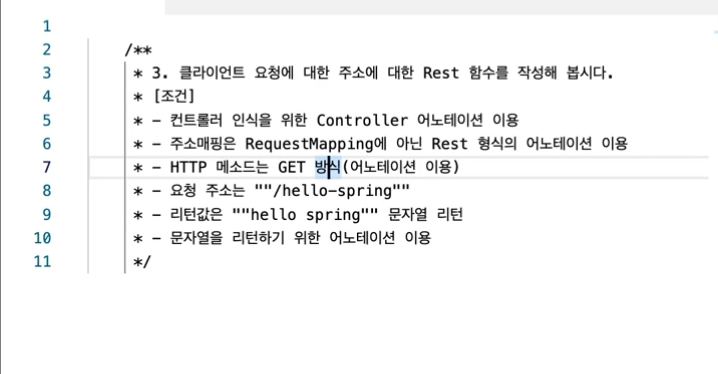 1
2 /**
3 * 3. 클라이언트 요청에 대한 주소에 대한 Rest 함수를 작성해 봅시다.
4 * [조건]
5 * - 컨트롤러 인식을 위한 Controller 어노테이션 이용
6 * - 주소매핑은 RequestMapping에 아닌 Rest 형식의 어노테이션 이용
7 * - HTTP 메소드는 GET 방식(어노테이션 이용)
8 * - 요청 주소는 ""/hello-spring""
9 * - 리턴값은 ""hello spring"" 문자열 리턴
10 * - 문자열을 리턴하기 위한 어노테이션 이용
11 */